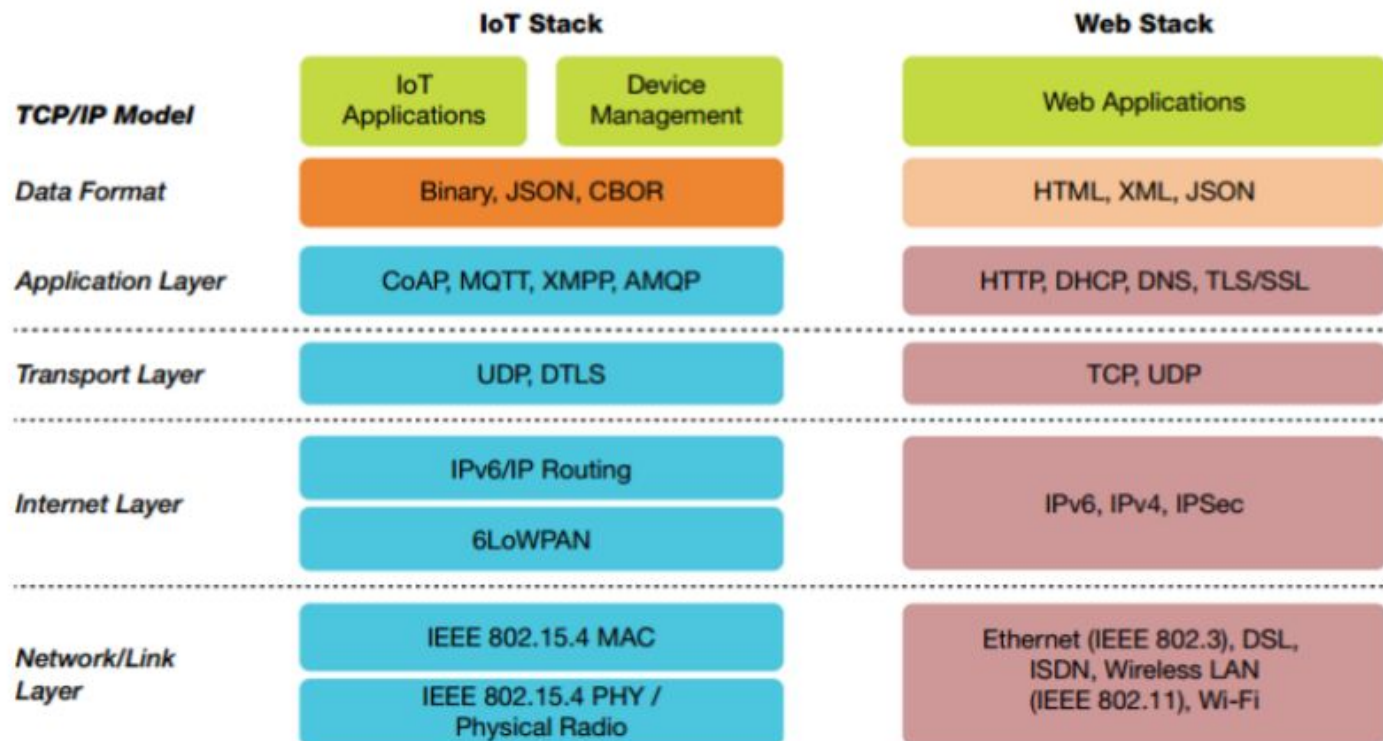 IoT Stack
Web Stack
TCP/IP Model
IoT
Applications
Device
Management
Web Applications
Data Format
Binary, JSON, CBOR
HTML, XML, JSON
Application Layer
CoAP, MQTT, XMPP, AMQP
HTTP, DHCP, DNS, TLS/SSL
Transport Layer
UDP, DTLS
TCP, UDP
Internet Layer
IPv6/IP Routing
6LoWPAN
IPv6, IPv4, IPSec
Network/Link
Layer
IEEE 802.15.4 MAC
IEEE 802.15.4 PHY /
Physical Radio
Ethernet (IEEE 802.3), DSL,
ISDN, Wireless LAN
(IEEE 802.11), Wi-Fi